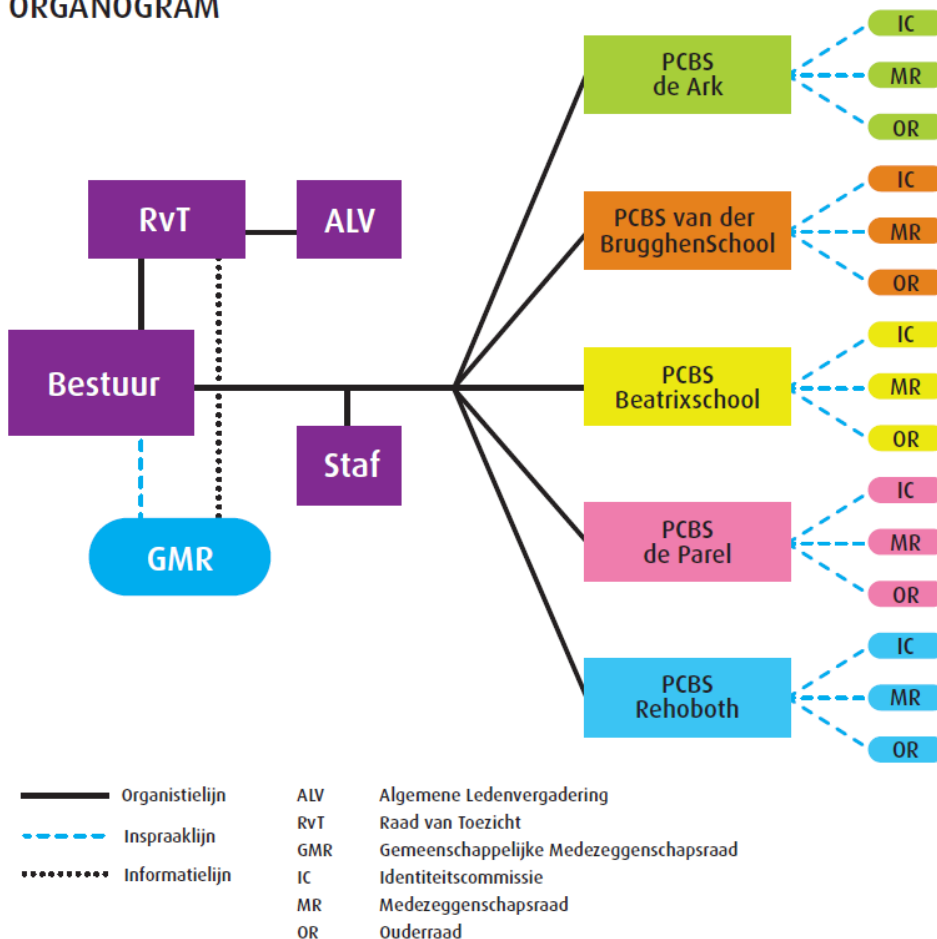 ORGANOGRAM
RvT
ALV
Bestuur
Staf
GMR
PCBS
de Ark
IC
MR
OR
PCBS van der
BrugghenSchool
IC
MR
OR
PCBS
Beatrixschool
IC
MR
OR
PCBS
de Parel
IC
MR
OR
PCBS
Rehoboth
IC
MR
OR
Organistielijn
Inspraaklijn
Informatielijn
ALV Algemene Ledenvergadering
RvT Raad van Toezicht
GMR Gemeenschappelijke Medezeggenschapsraad
IC Identiteitscommissie
MR Medezeggenschapsraad
OR Ouderraad